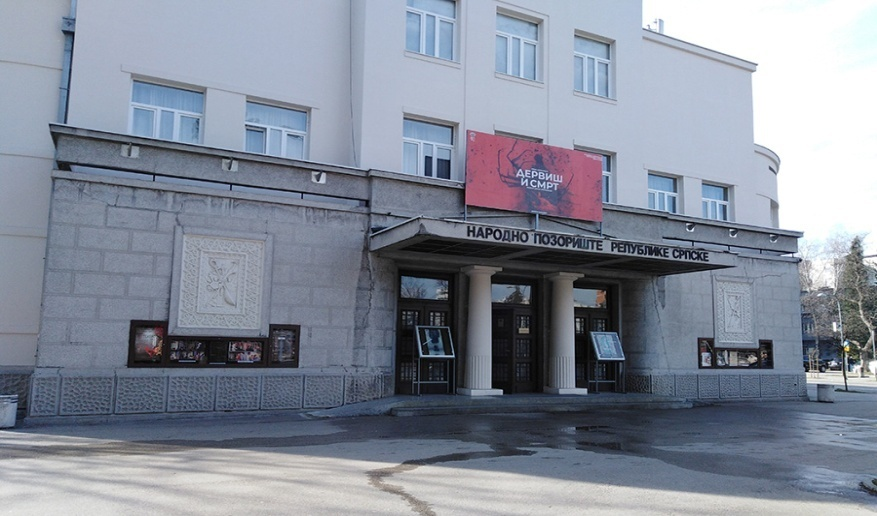 ДЕРВИШ
И СМРТ
НАРОДНО ПОЗОРИШТЕ РЕПУБЛИКЕ СРПСКЕ